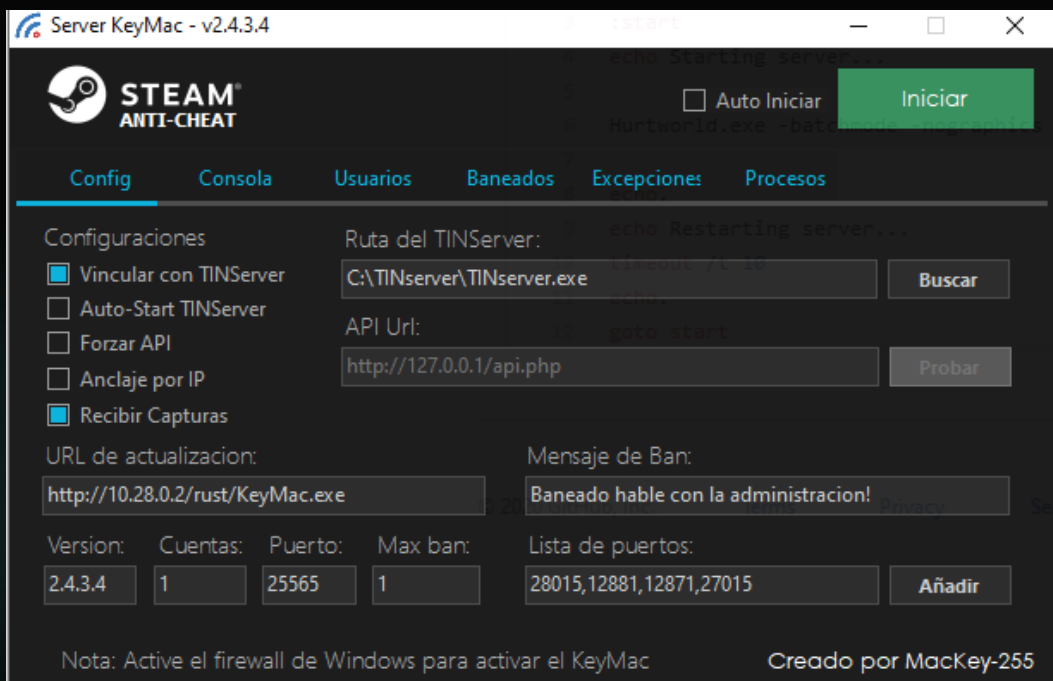 Server KeyMac - v2.4.3.4
:start
echo Starting server...
STEAM®
ANTI-CHEAT
Auto Iniciar
Iniciar
Hurtworld.exe -batchmode -nographics
Config Consola Usuarios Baneados Excepciones Procesos
echo.
Configuraciones
Ruta del TINServer:
echo Restarting server...
Vincular con TINServer
C:\TINserver\TINserver.exe
Buscar
timeout /t 10
Auto-Start TINServer
echo.
Forzar API
API Url:
12 goto start
Anclaje por IP
http://127.0.0.1/api.php
Probar
Recibir Capturas
URL de actualizacion:
Mensaje de Ban:
http://10.28.0.2/rust/KeyMac.exe
Baneado hable con la administracion!
Privacy
Version: Cuentas: Puerto: Max ban: Lista de puertos:
2.4.3.4 1 25565 1 28015,12881,12871,27015 Añadir
Nota: Active el firewall de Windows para activar el KeyMac
Creado por MacKey-255